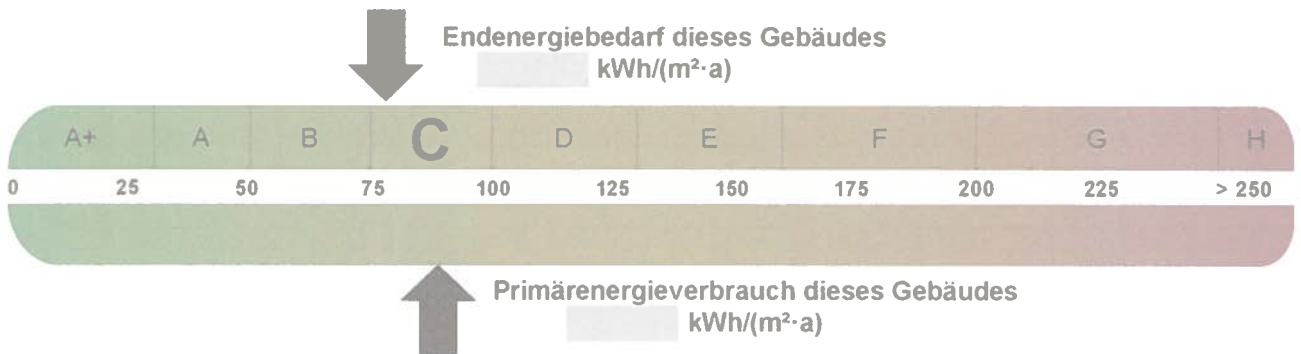 Endenergiebedarf dieses Gebäudes
kWh/(m²·a)
A+ A B C D E F G H
0 25 50 75 100 125 150 175 200 225 > 250
Primärenergieverbrauch dieses Gebäudes
kWh/(m²·a)